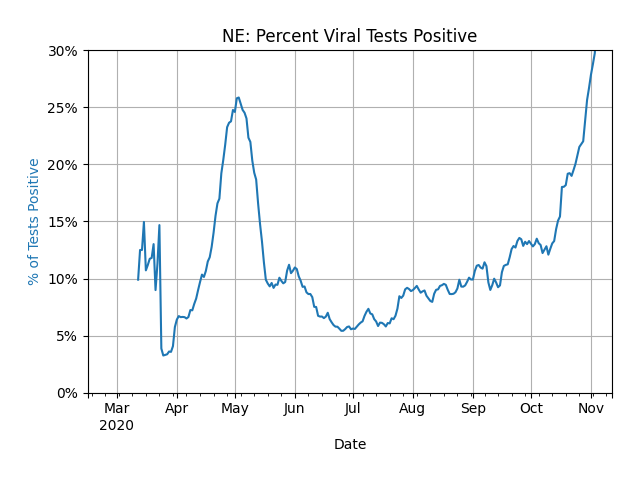 NE: Percent Viral Tests Positive
30%
25%
20%
15%
10%
5%
0%
% of Tests Positive
Mar Apr May Jun Jul Aug Sep Oct Nov
2020
Date